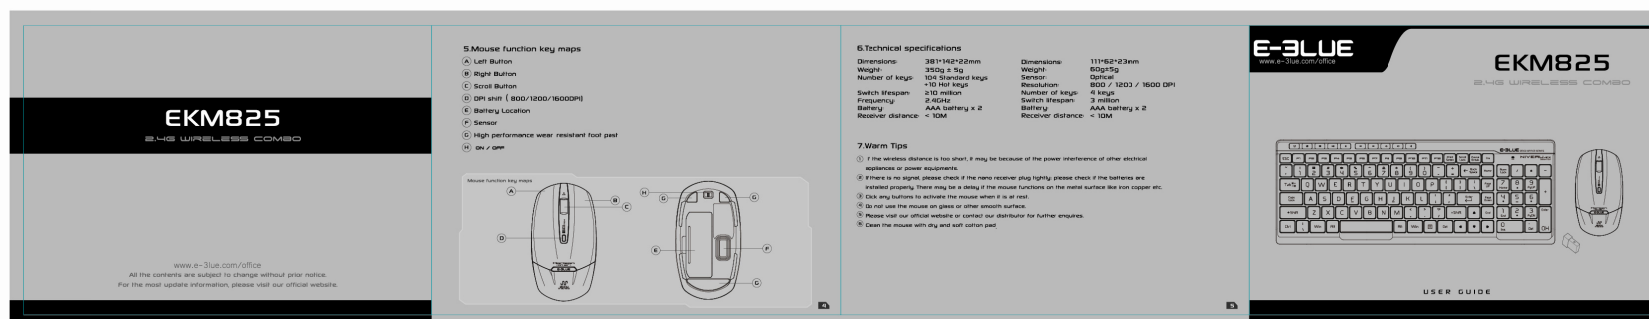 EKM825
2.4G WIRELESS COMBO
www.e-3lue.com/office
All the contents are subject to change without prior notice.
For the most update information, please visit our official website.
5.Mouse function key maps
A Left Button
B Right Button
C Scroll Button
D DPI shift ( 800/1200/1600DPI)
E Battery Location
F Sensor
G High performance wear resistant foot past
H ON / OFF
Mouse function key maps
A
B
C
D
H
G
G
E
F
G
E-3LUE
4
6.Technical specifications
Dimensions: 381*142*22mm
Weight: 350g ± 5g
Number of keys: 104 Standard keys
+10 Hot keys
Switch lifespan: ≥10 million
Frequency: 2.4GHz
Battery: AAA battery x 2
Receiver distance: < 10M
Dimensions: 111*62*23mm
Weight: 60g±5g
Sensor: Optical
Resolution: 800 / 1200 / 1600 DPI
Number of keys: 4 keys
Switch lifespan: 3 million
Battery: AAA battery x 2
Receiver distance: < 10M
7.Warm Tips
① If the wireless distance is too short, it may be because of the power interference of other electrical
appliances or power equipments.
② If there is no signal, please check if the nano receiver plug tightly; please check if the batteries are
installed properly. There may be a delay if the mouse functions on the metal surface like iron copper etc.
③ Click any buttons to activate the mouse when it is at rest.
④ Do not use the mouse on glass or other smooth surface.
⑤ Please visit our official website or contact our distributor for further enquires.
⑥ Clean the mouse with dry and soft cotton pad.
5
E-3LUE
www.e-3lue.com/office
EKM825
2.4G WIRELESS COMBO
E-3LUE
Q W E R T Y U I O P
A S D F G H J K L
Z X C V B N M
USER GUIDE